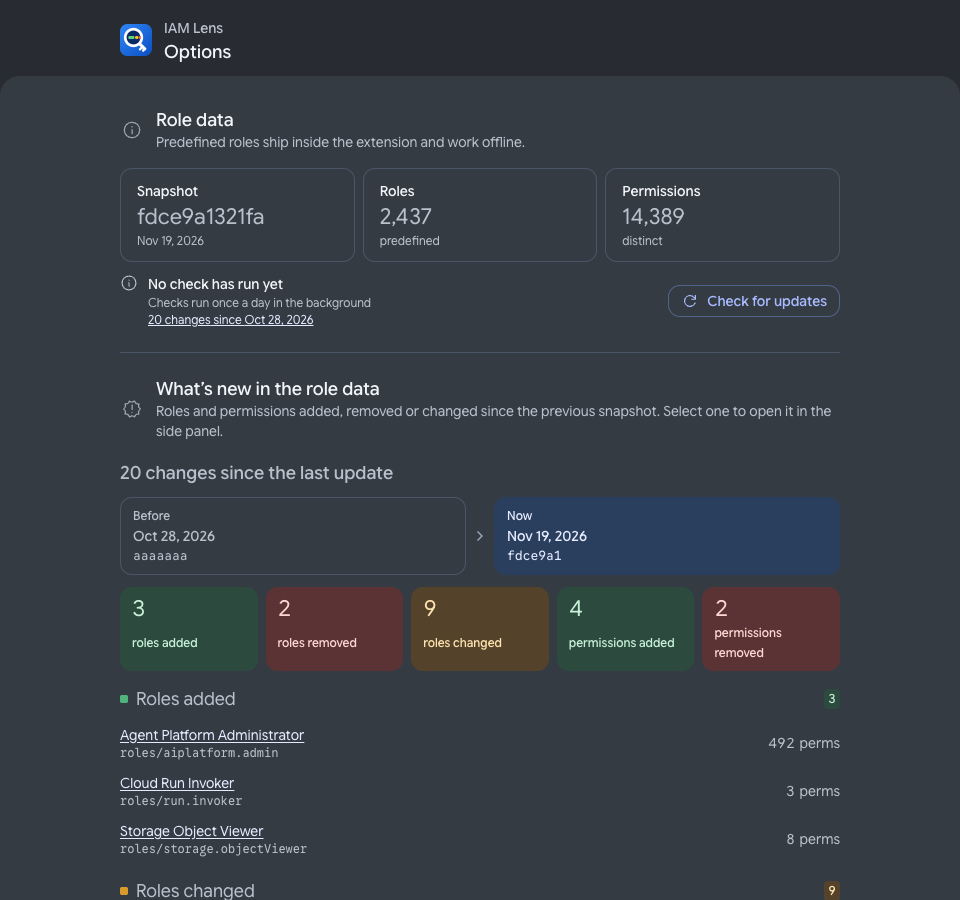 IAM Lens
Options
Role data
Predefined roles ship inside the extension and work offline.
Snapshot
fdce9a1321fa
Nov 19, 2026
Roles
2,437
predefined
Permissions
14,389
distinct
No check has run yet
Checks run once a day in the background
20 changes since Oct 28, 2026
Check for updates
What's new in the role data
Roles and permissions added, removed or changed since the previous snapshot. Select one to open it in the
side panel.
20 changes since the last update
Before
Oct 28, 2026
aaaaaaa
Now
Nov 19, 2026
fdce9a1
3
roles added
2
roles removed
9
roles changed
4
permissions added
2
permissions
removed
Roles added
3
Agent Platform Administrator
roles/aiplatform.admin
492 perms
Cloud Run Invoker
roles/run.invoker
3 perms
Storage Object Viewer
roles/storage.objectViewer
8 perms
Roles changed
9